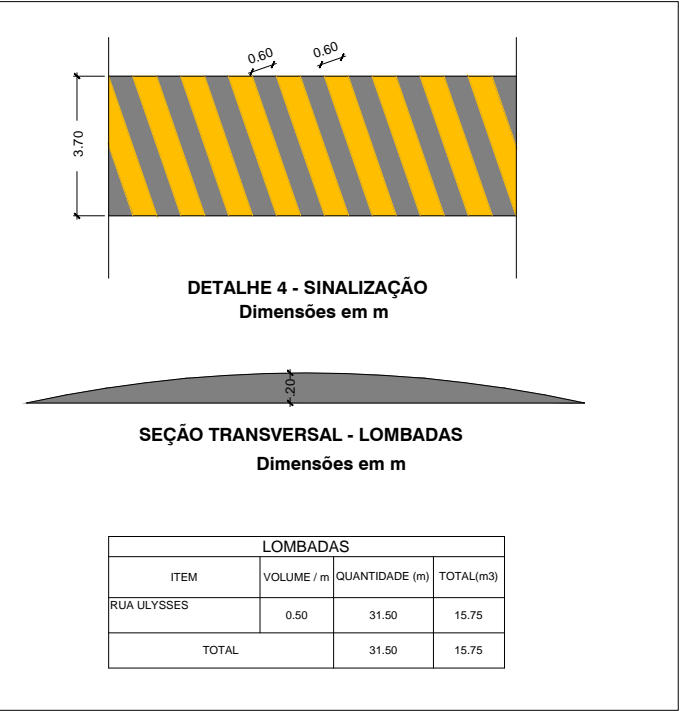 0.60
0.60
3.70
DETALHE 4 - SINALIZAÇÃO
Dimensões em m
.20
SEÇÃO TRANSVERSAL - LOMBADAS
Dimensões em m
LOMBADAS
ITEM VOLUME / m QUANTIDADE (m) TOTAL(m3)
RUA ULYSSES 0.50 31.50 15.75
TOTAL 31.50 15.75